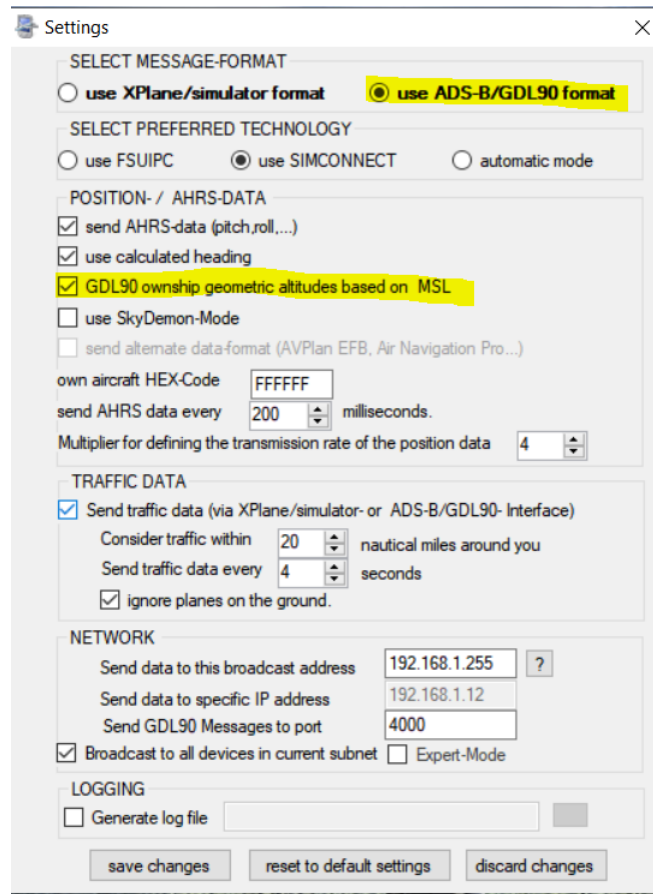 Settings
SELECT MESSAGE-FORMAT
use XPlane/simulator format use ADS-B/GDL90 format
SELECT PREFERRED TECHNOLOGY
use FSUIPC use SIMCONNECT automatic mode
POSITION- / AHRS-DATA
send AHRS-data (pitch,roll,...)
use calculated heading
GDL90 ownship geometric altitudes based on MSL
use SkyDemon-Mode
send alternate data-format (AVPlan EFB, Air Navigation Pro...)
own aircraft HEX-Code FFFFFF
send AHRS data every 200 milliseconds.
Multiplier for defining the transmission rate of the position data 4
TRAFFIC DATA
Send traffic data (via XPlane/simulator- or ADS-B/GDL90- Interface)
Consider traffic within 20 nautical miles around you
Send traffic data every 4 seconds
ignore planes on the ground.
NETWORK
Send data to this broadcast address 192.168.1.255 ?
Send data to specific IP address 192.168.1.12
Send GDL90 Messages to port 4000
Broadcast to all devices in current subnet Expert-Mode
LOGGING
Generate log file
save changes reset to default settings discard changes